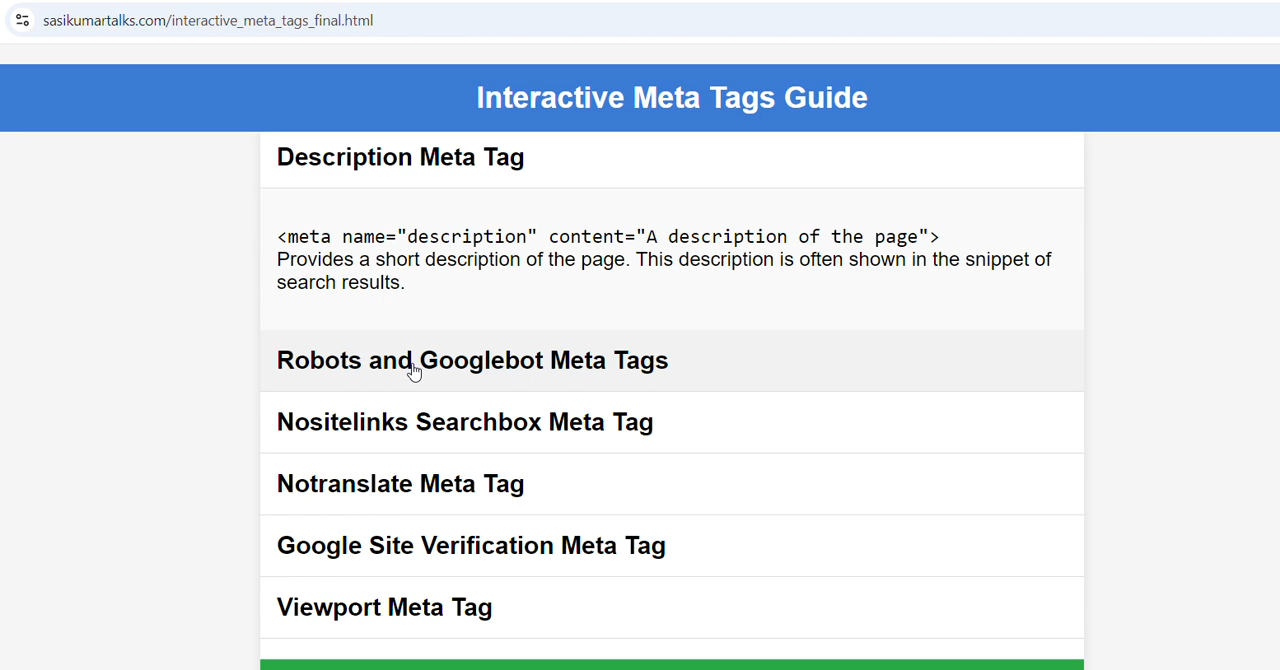 sasikumartalks.com/interactive_meta_tags_final.html
Interactive Meta Tags Guide
Description Meta Tag
<meta name="description" content="A description of the page">
Provides a short description of the page. This description is often shown in the snippet of
search results.
Robots and Googlebot Meta Tags
Nositelinks Searchbox Meta Tag
Notranslate Meta Tag
Google Site Verification Meta Tag
Viewport Meta Tag